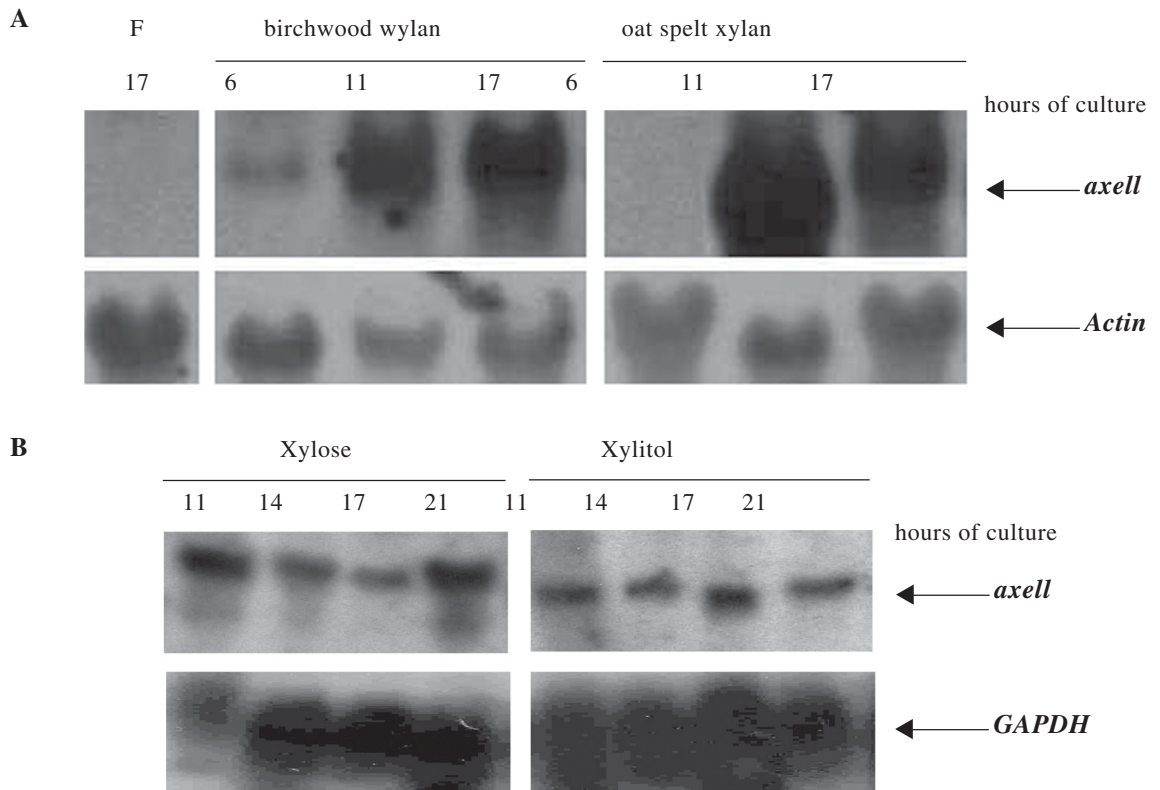 A
F birchwood wylan oat spelt xylan
17 6 11 17 6 11 17
hours of culture
axell
Actin
B
Xylose Xylitol
11 14 17 21 11 14 17 21
hours of culture
axell
GAPDH